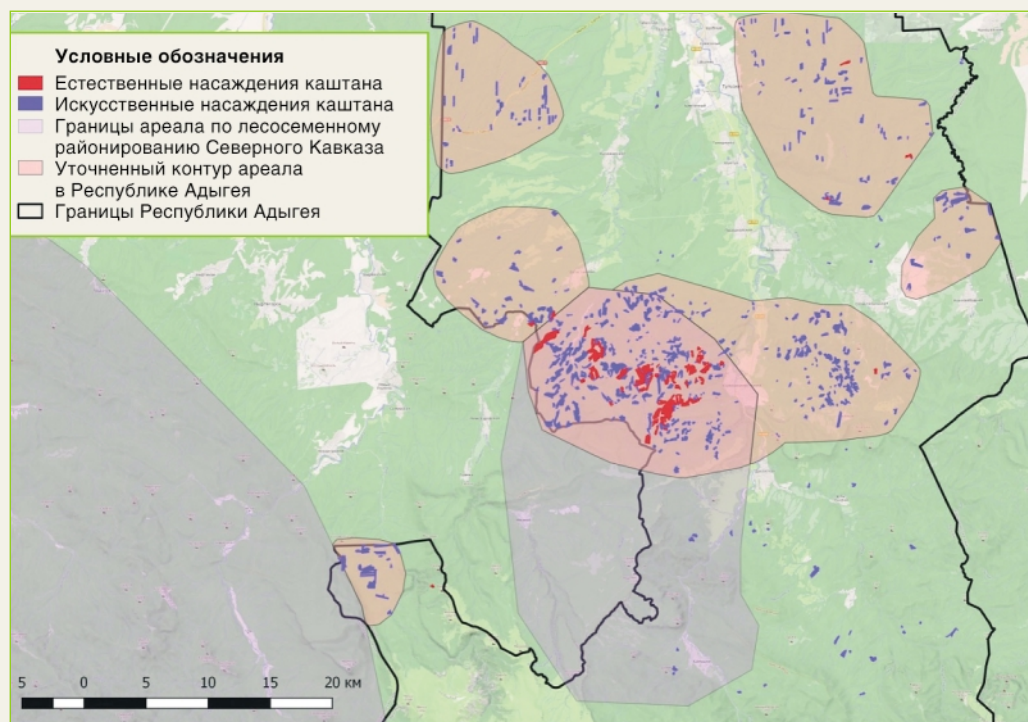 Условные обозначения
Естественные насаждения каштана
Искусственные насаждения каштана
Границы ареала по лесосеменному
районированию Северного Кавказа
Уточненный контур ареала
в Республике Адыгея
Границы Республики Адыгея
5 0 5 10 15 20 км